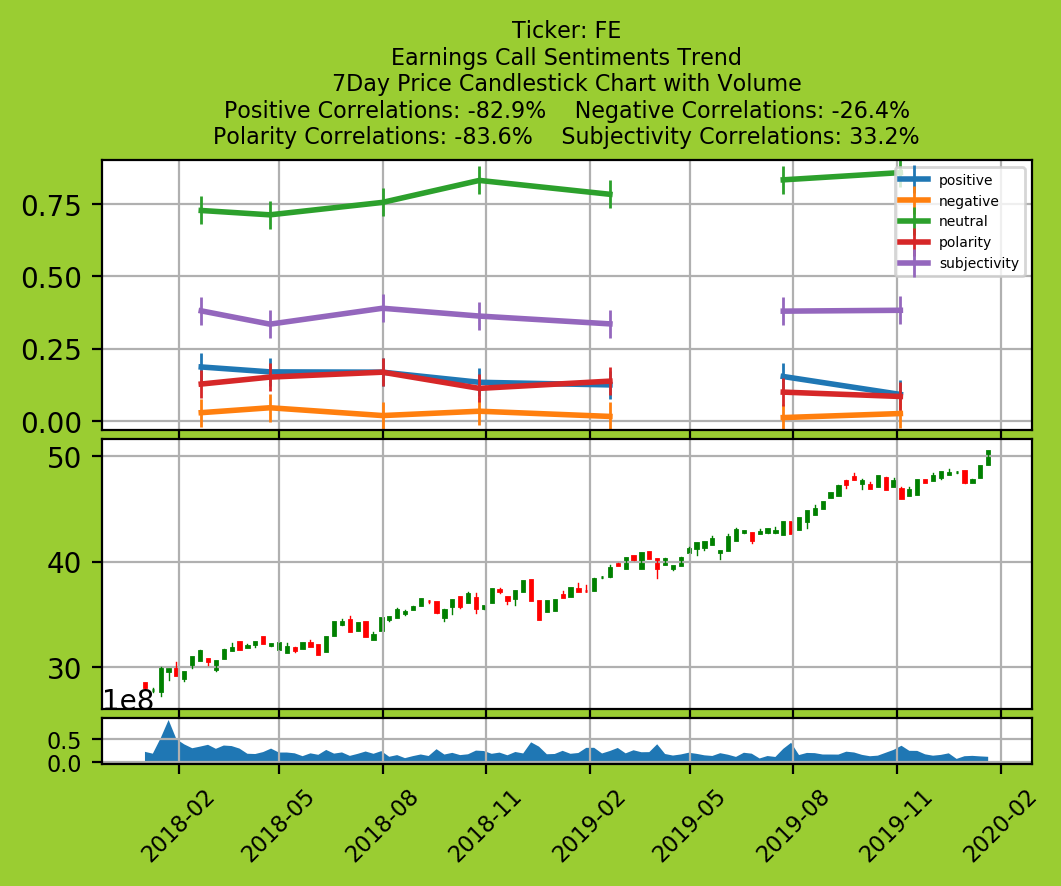 Ticker: FE
Earnings Call Sentiments Trend
7Day Price Candlestick Chart with Volume
Positive Correlations: -82.9%    Negative Correlations: -26.4%
Polarity Correlations: -83.6%    Subjectivity Correlations: 33.2%
0.75
0.50
0.25
0.00
positive
negative
neutral
polarity
subjectivity
50
40
30
1e8
0.5
0.0
2018-02
2018-05
2018-08
2018-11
2019-02
2019-05
2019-08
2019-11
2020-02